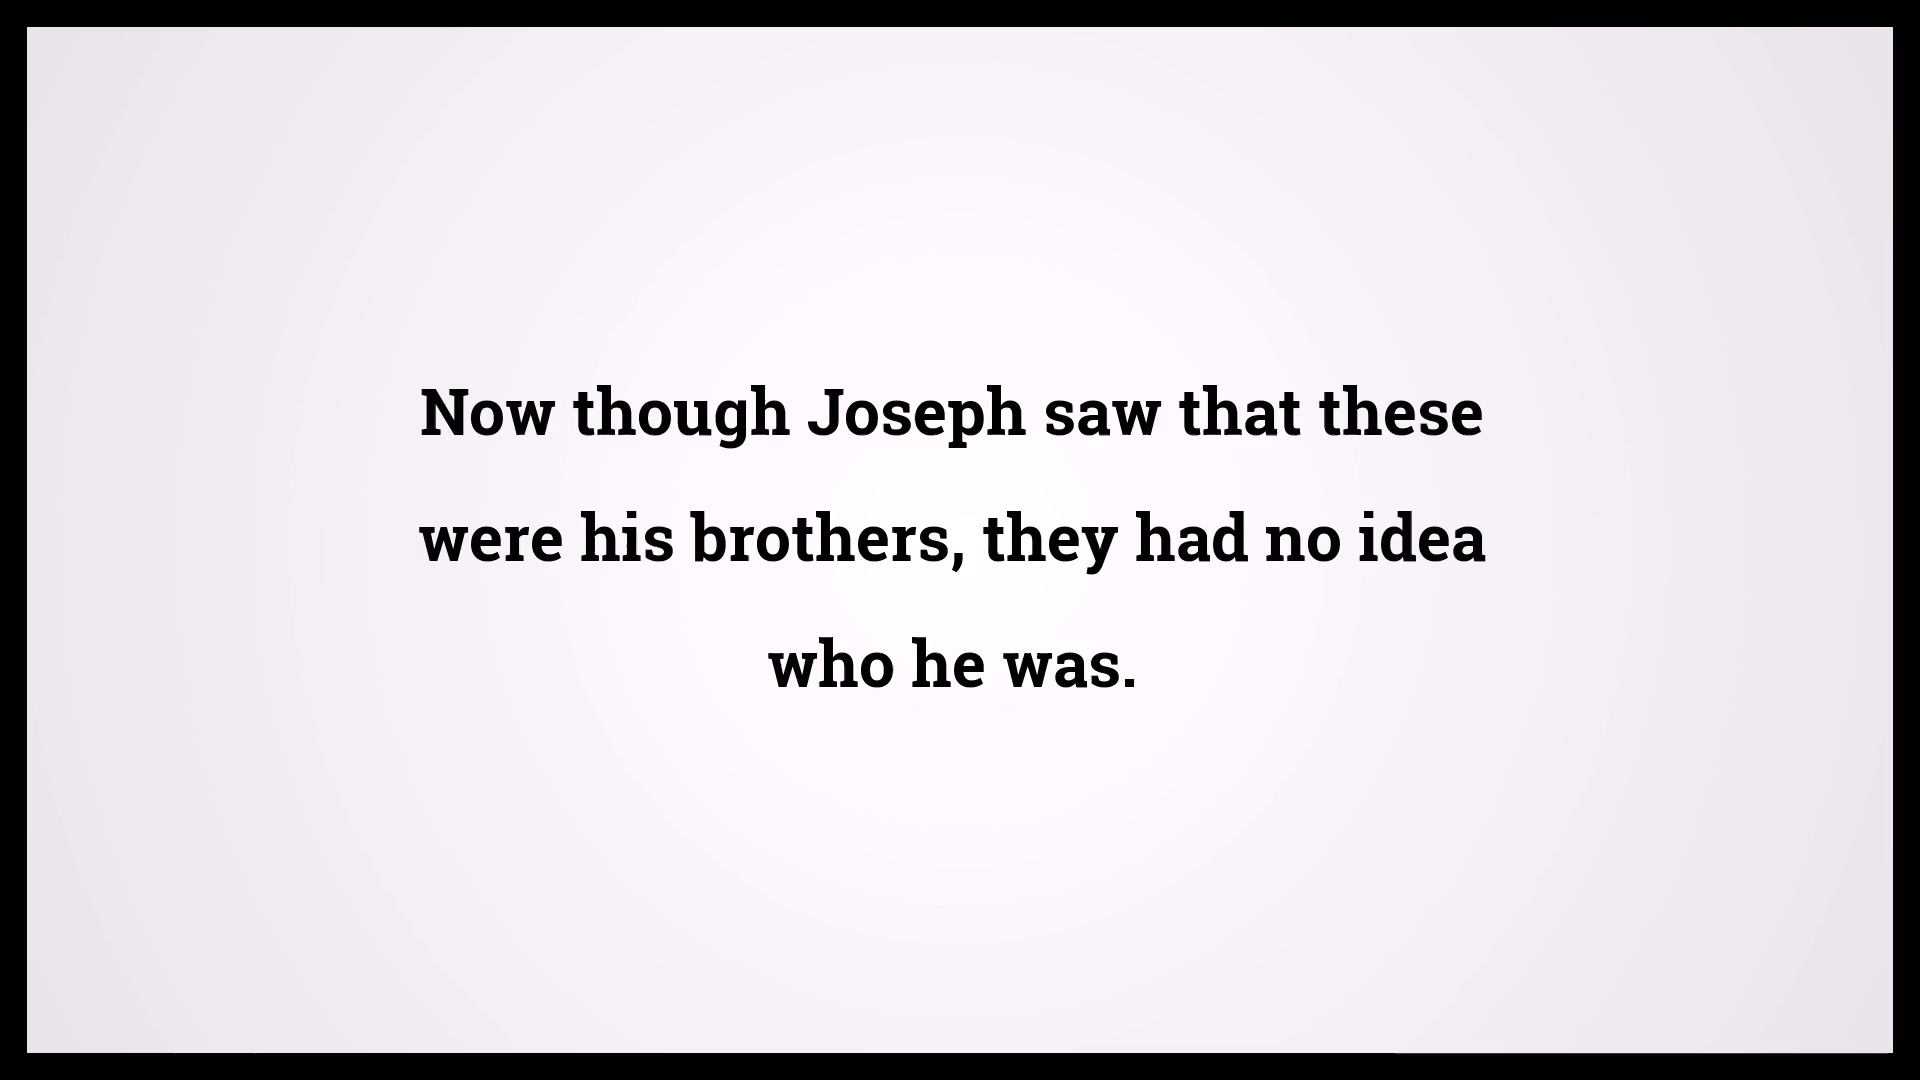 Now though Joseph saw that these
were his brothers, they had no idea
who he was.